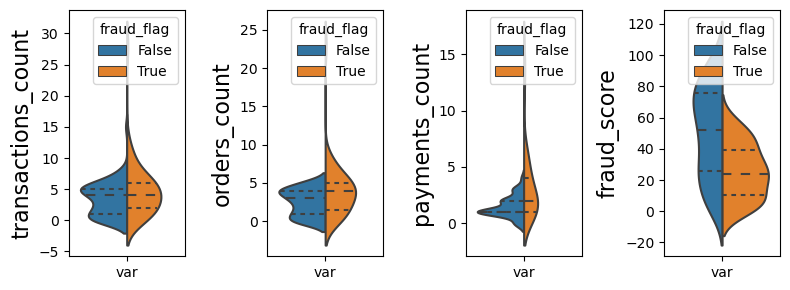 transactions_count
30
25
20
15
10
5
0
−5
fraud_flag
False
True
var
orders_count
25
20
15
10
5
0
fraud_flag
False
True
var
payments_count
15
10
5
0
fraud_flag
False
True
var
fraud_score
120
100
80
60
40
20
0
−20
fraud_flag
False
True
var